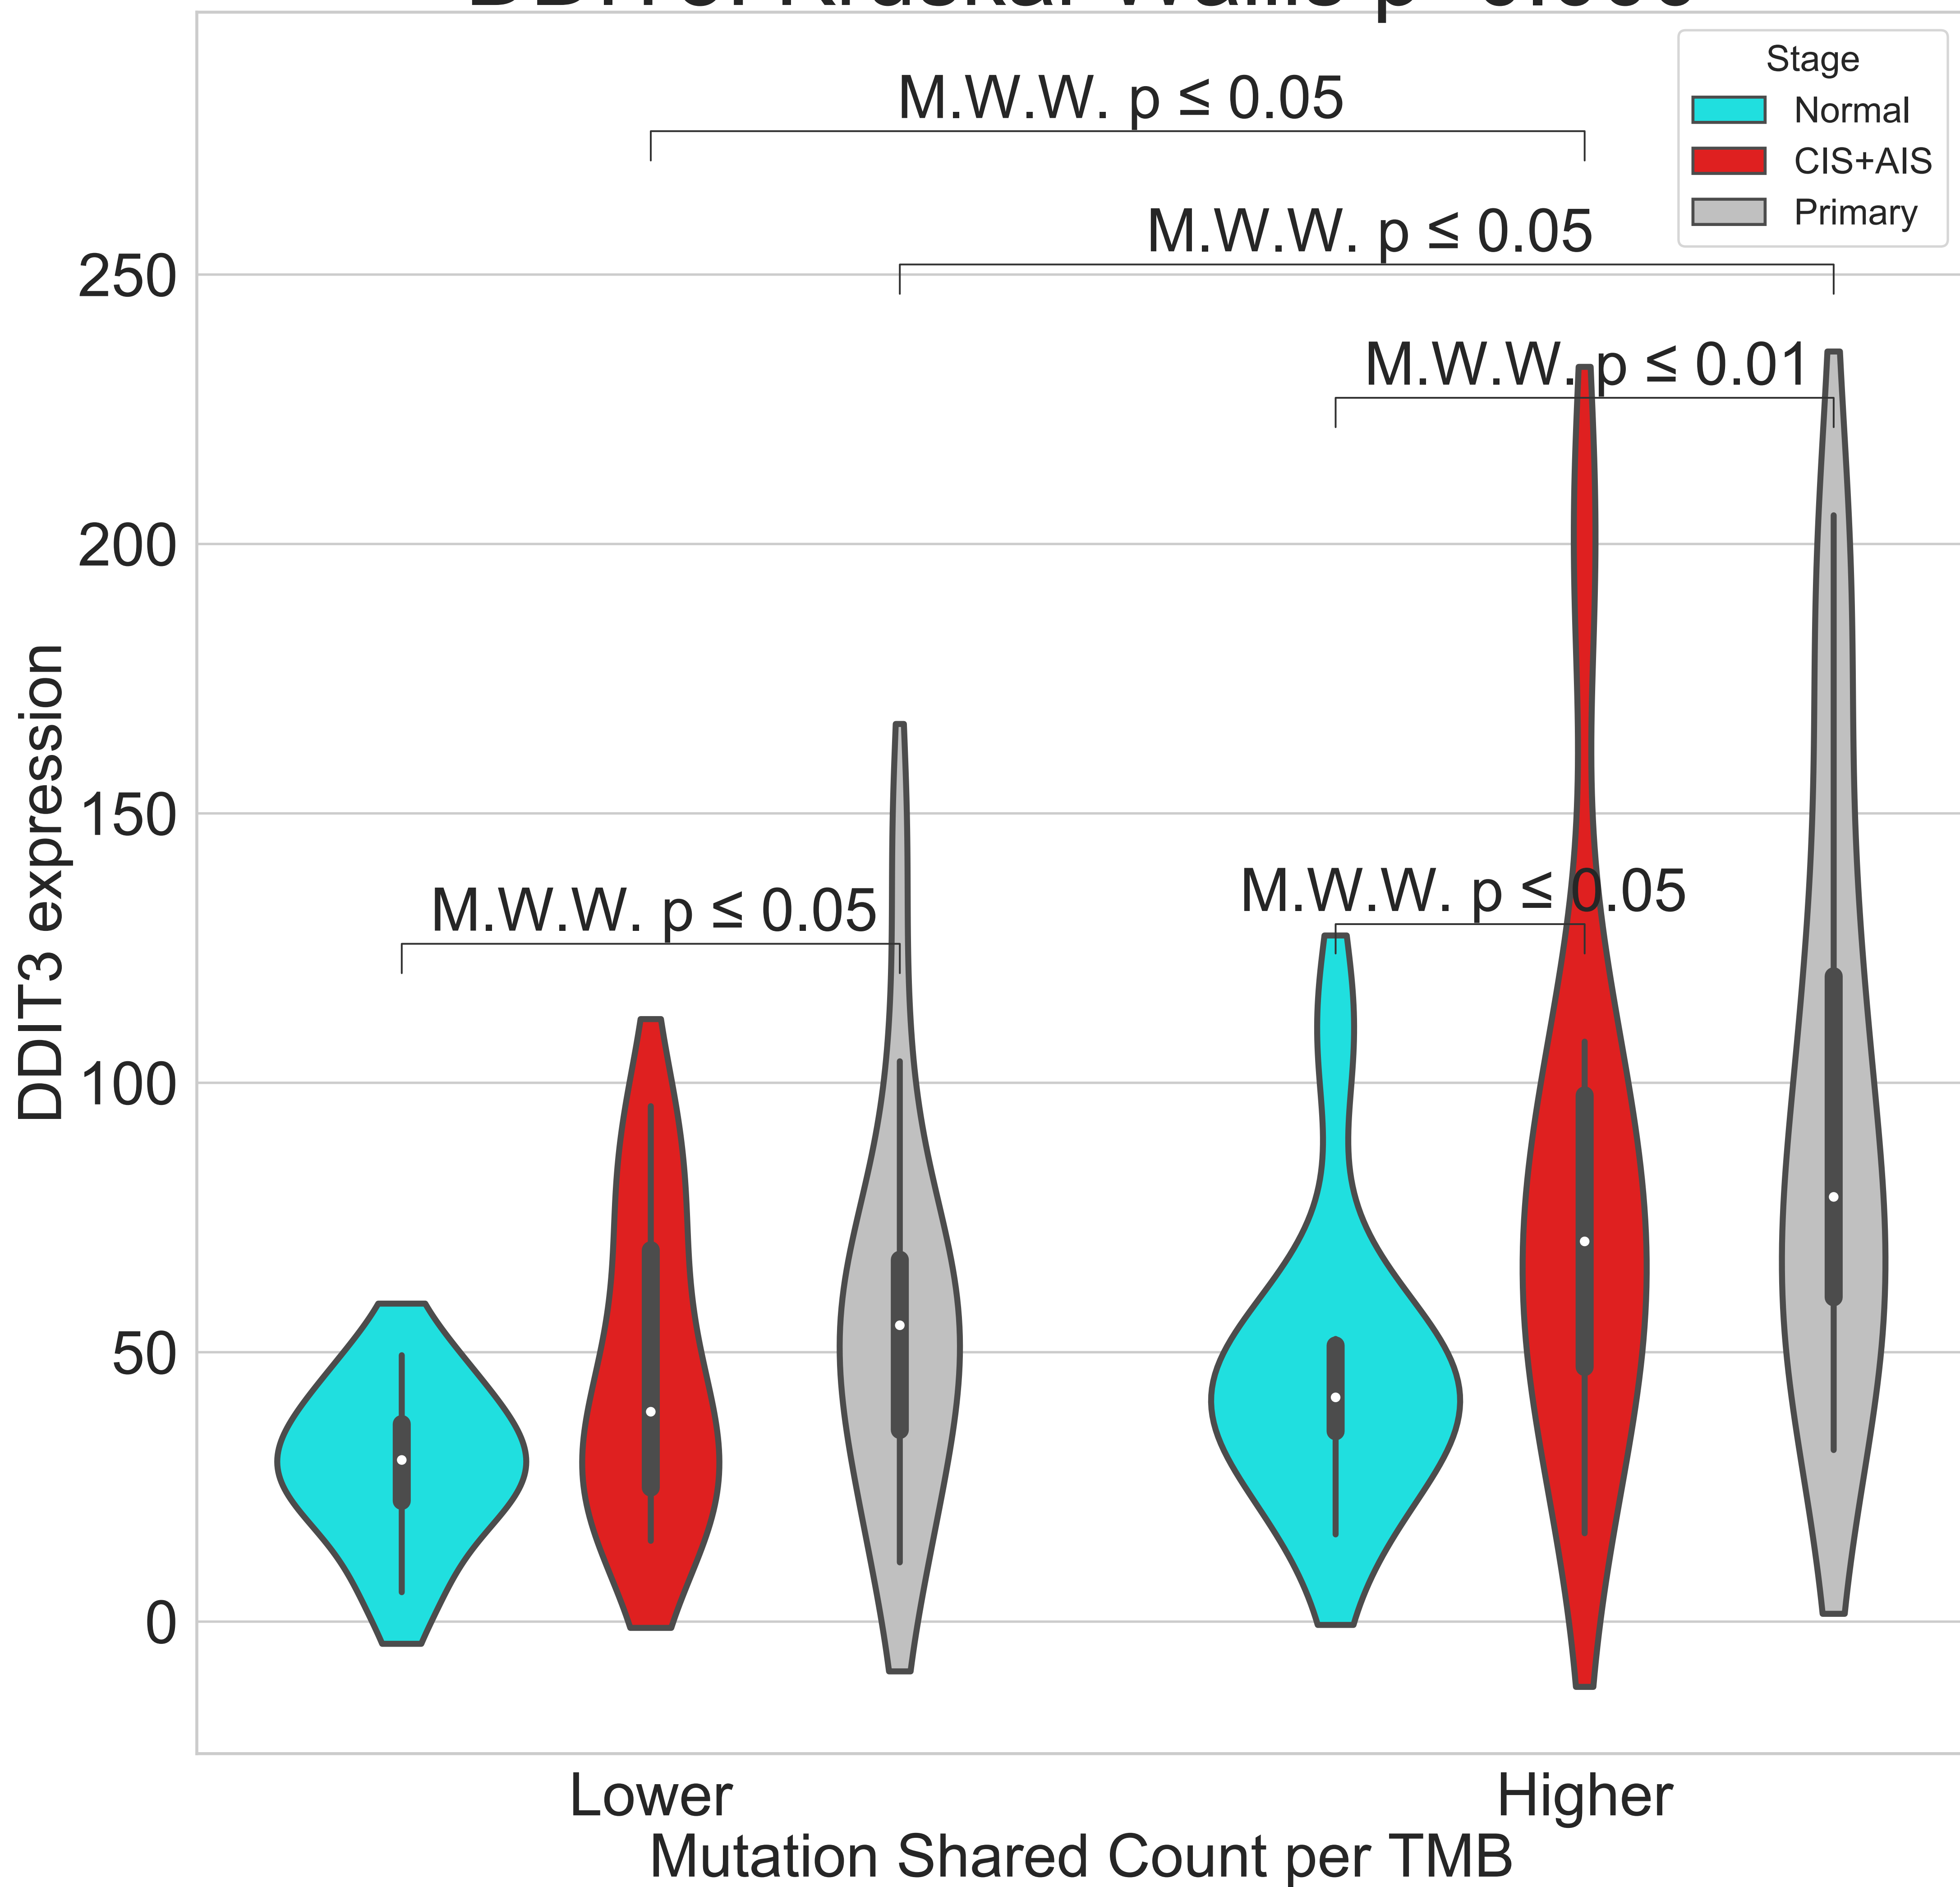 M.W.W. p ≤ 0.05
Stage
Normal
CIS+AIS
Primary
M.W.W. p ≤ 0.05
250
M.W.W. p ≤ 0.01
200
150
M.W.W. p ≤ 0.05
M.W.W. p ≤ 0.05
100
50
0
DDIT3 expression
Lower
Higher
Mutation Shared Count per TMB